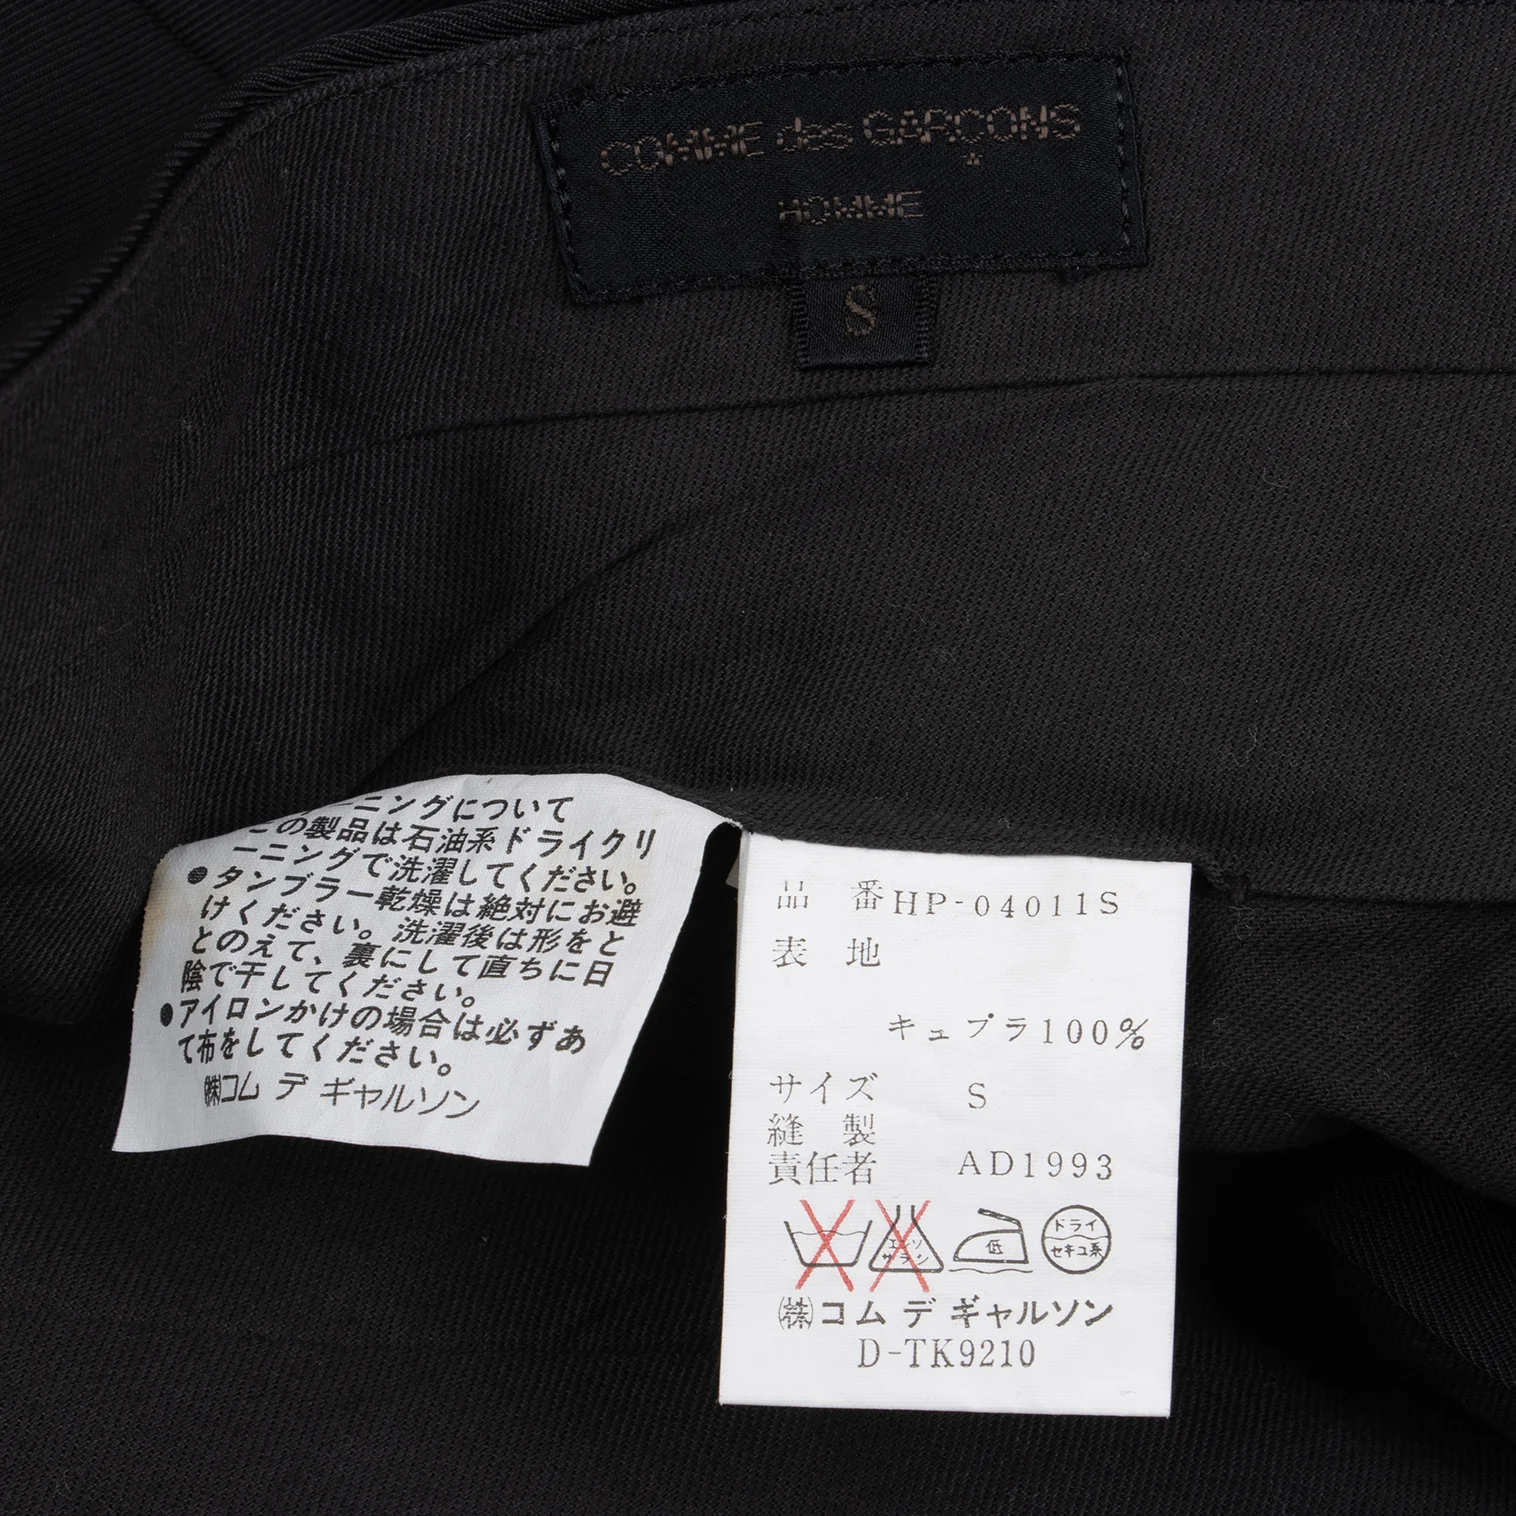 COMME des GARÇONS
HOMME
S
ーニングについて
この製品は石油系ドライクリ
ーニングで洗濯してください。
●タンブラー乾燥は絶対にお避
けください。洗濯後は形をと
とのえて、裏にして直ちに日
陰で干してください。
●アイロンかけの場合は必ずあ
て布をしてください。
㈱コム デ ギャルソン
品 番 HP-04011S
表 地
キュプラ100%
サイズ S
縫 製
責任者 AD1993
エンソ
サラシ
低
ドライ
セキユ系
㈱コム デ ギャルソン
D-TK9210